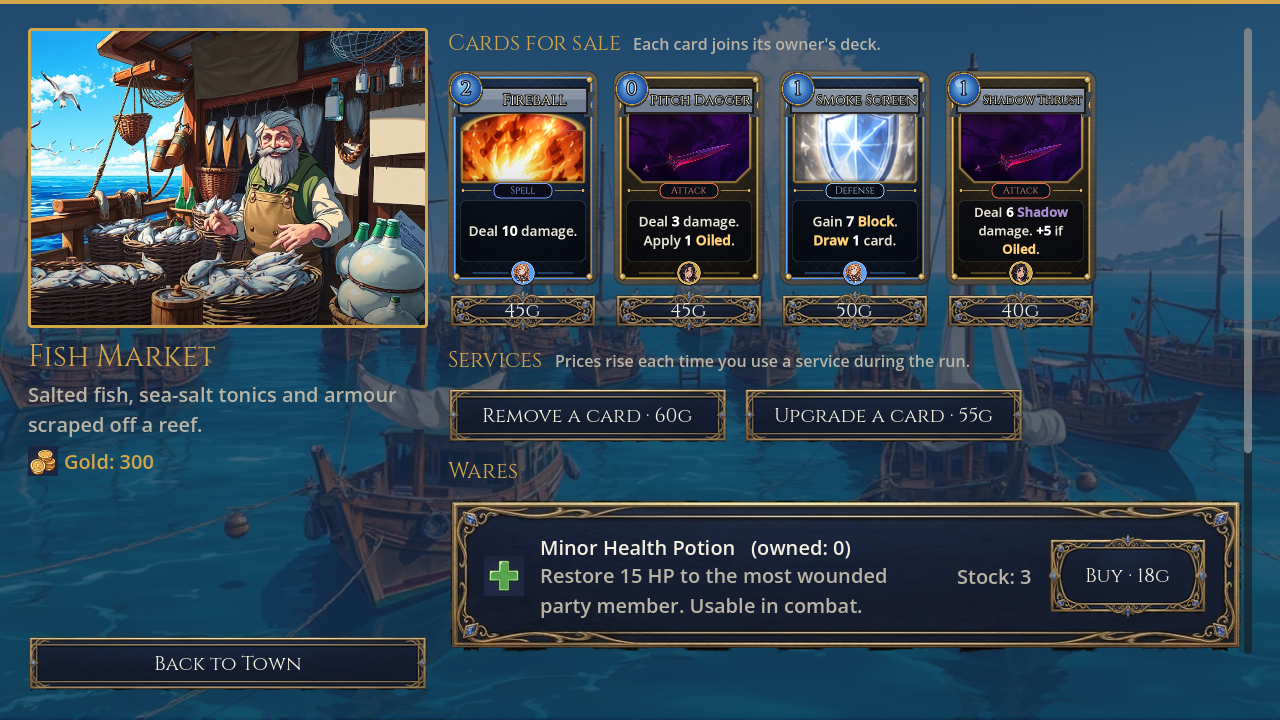 Cards for sale Each card joins its owner's deck.
2 Fireball
Spell
Deal 10 damage.
45g
0 Pitch Dagger
Attack
Deal 3 damage.
Apply 1 Oiled.
45g
1 Smoke Screen
Defense
Gain 7 Block.
Draw 1 card.
50g
1 Shadow Thrust
Attack
Deal 6 Shadow
damage. +5 if
Oiled.
40g
Fish Market
Salted fish, sea-salt tonics and armour
scraped off a reef.
Gold: 300
Services Prices rise each time you use a service during the run.
Remove a card · 60g
Upgrade a card · 55g
Wares
Minor Health Potion (owned: 0)
Restore 15 HP to the most wounded
party member. Usable in combat.
Stock: 3
Buy · 18g
Back to Town